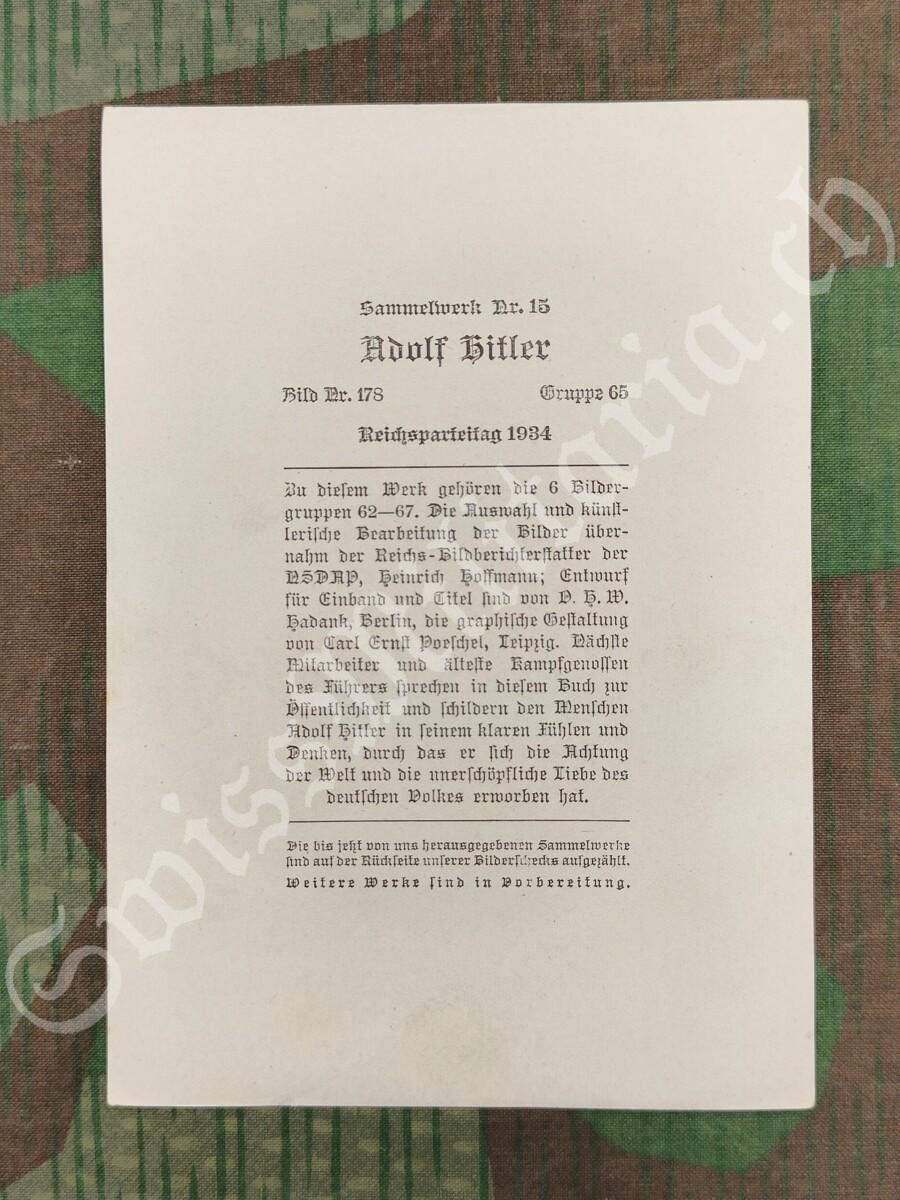 Sammelwerk Nr. 15
Adolf Hitler
Bild Nr. 178 Gruppe 65
Reichsparteitag 1934
Zu diesem Werk gehören die 6 Bilder-
gruppen 62—67. Die Auswahl und künst-
lerische Bearbeitung der Bilder über-
nahm der Reichs-Bildberichterstatter der
NSDAP, Heinrich Hoffmann; Entwurf
für Einband und Titel sind von O. H. W.
Hadank, Berlin, die graphische Gestaltung
von Carl Ernst Poeschel, Leipzig. Nächste
Mitarbeiter und älteste Kampfgenossen
des Führers sprechen in diesem Buch zur
Öffentlichkeit und schildern den Menschen
Adolf Hitler in seinem klaren Fühlen und
Denken, durch das er sich die Achtung
der Welt und die unerschöpfliche Liebe des
deutschen Volkes erworben hat.
Die bis jetzt von uns herausgegebenen Sammelwerke
sind auf der Rückseite unserer Bilderschecks aufgezählt.
Weitere Werke sind in Vorbereitung.